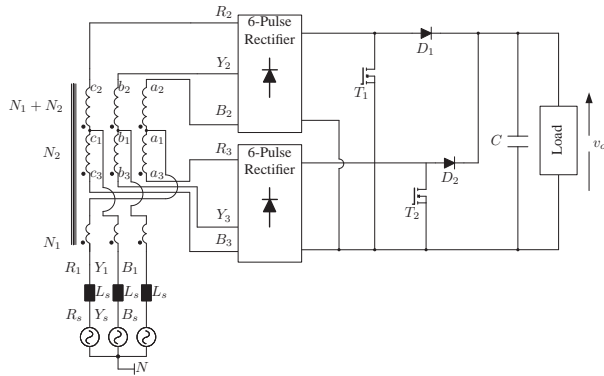 R2
6-Pulse
Rectifier
D1
c2
b2
a2
Y2
T1
N1 + N2
B2
c1
b1
a1
N2
R3
6-Pulse
Rectifier
C
Load
vo
c3
b3
a3
D2
T2
Y3
N1
B3
R1
Y1
B1
Ls
Ls
Ls
Rs
Ys
Bs
N